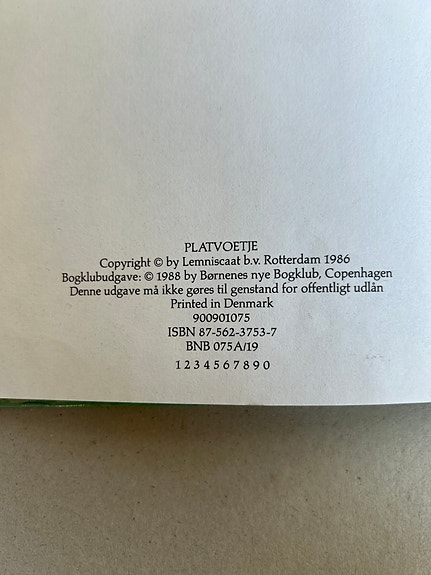 PLATVOETJE
Copyright © by Lemniscaat b.v. Rotterdam 1986
Bogklubudgave: © 1988 by Børnenes nye Bogklub, Copenhagen
Denne udgave må ikke gøres til genstand for offentligt udlån
Printed in Denmark
900901075
ISBN 87-562-3753-7
BNB 075A/19
1 2 3 4 5 6 7 8 9 0